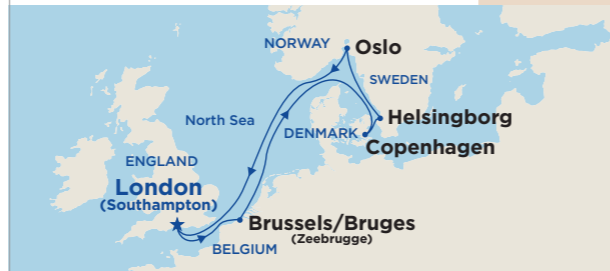 NORWAY
Oslo
SWEDEN
North Sea
Helsingborg
DENMARK
Copenhagen
ENGLAND
London
(Southampton)
Brussels/Bruges
(Zeebrugge)
BELGIUM